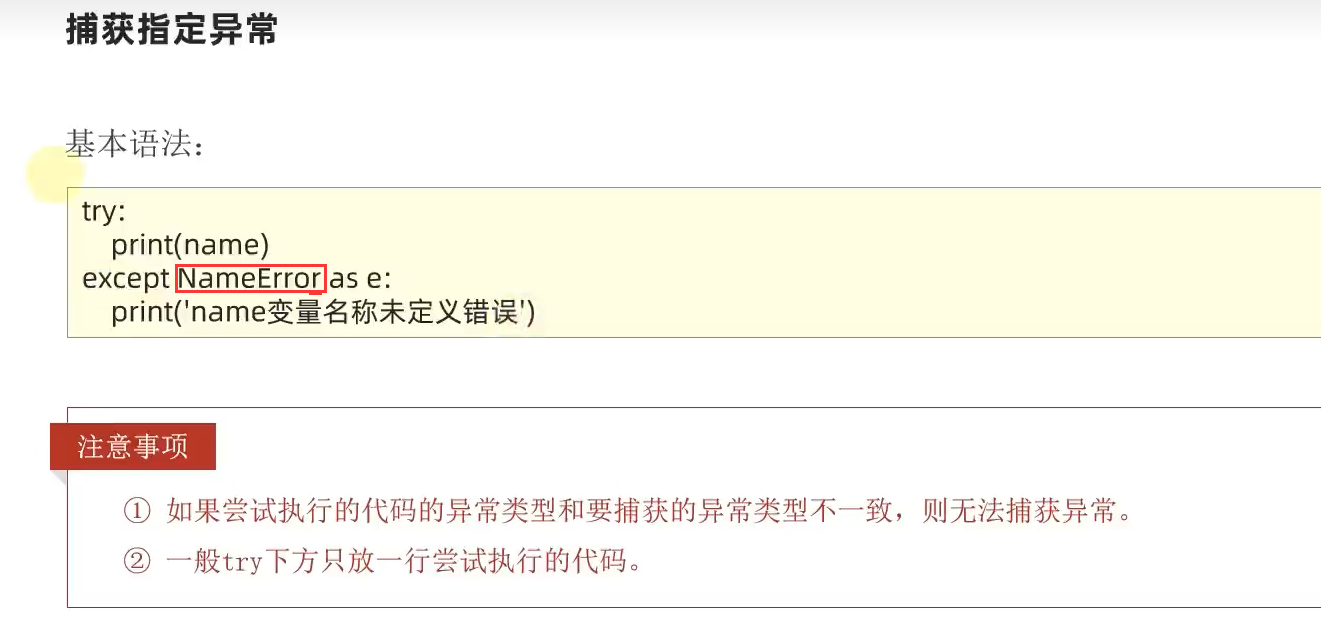 捕获指定异常
基本语法：
try:
    print(name)
except NameError as e:
    print('name变量名称未定义错误')
注意事项
① 如果尝试执行的代码的异常类型和要捕获的异常类型不一致，则无法捕获异常。
② 一般try下方只放一行尝试执行的代码。